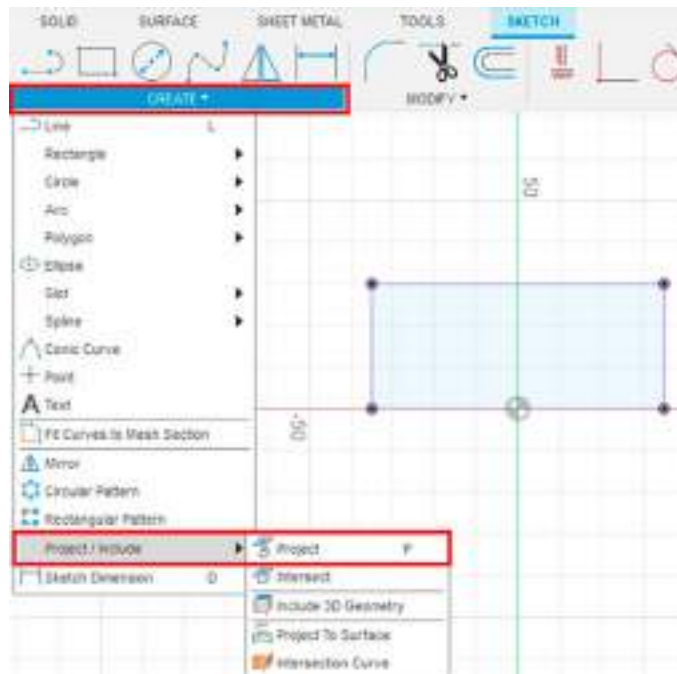 SOLID SURFACE SHEET METAL TOOLS SKETCH
CREATE MODIFY
Line L
Rectangle
Circle
Arc
Polygon
Ellipse
Slot
Spline
Conic Curve
Point
Text
Fit Curves to Mesh Section
Mirror
Circular Pattern
Rectangular Pattern
Project / Include
Sketch Dimension D
Project P
Intersect
Include 3D Geometry
Project To Surface
Intersection Curve
50
-50